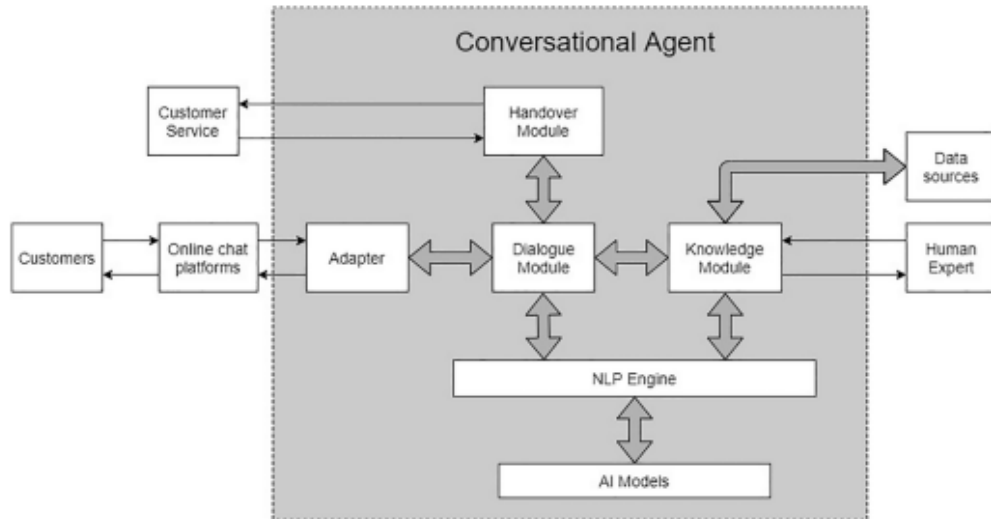 Conversational Agent
Customer
Service
Handover
Module
Data
sources
Customers
Online chat
platforms
Adapter
Dialogue
Module
Knowledge
Module
Human
Expert
NLP Engine
AI Models